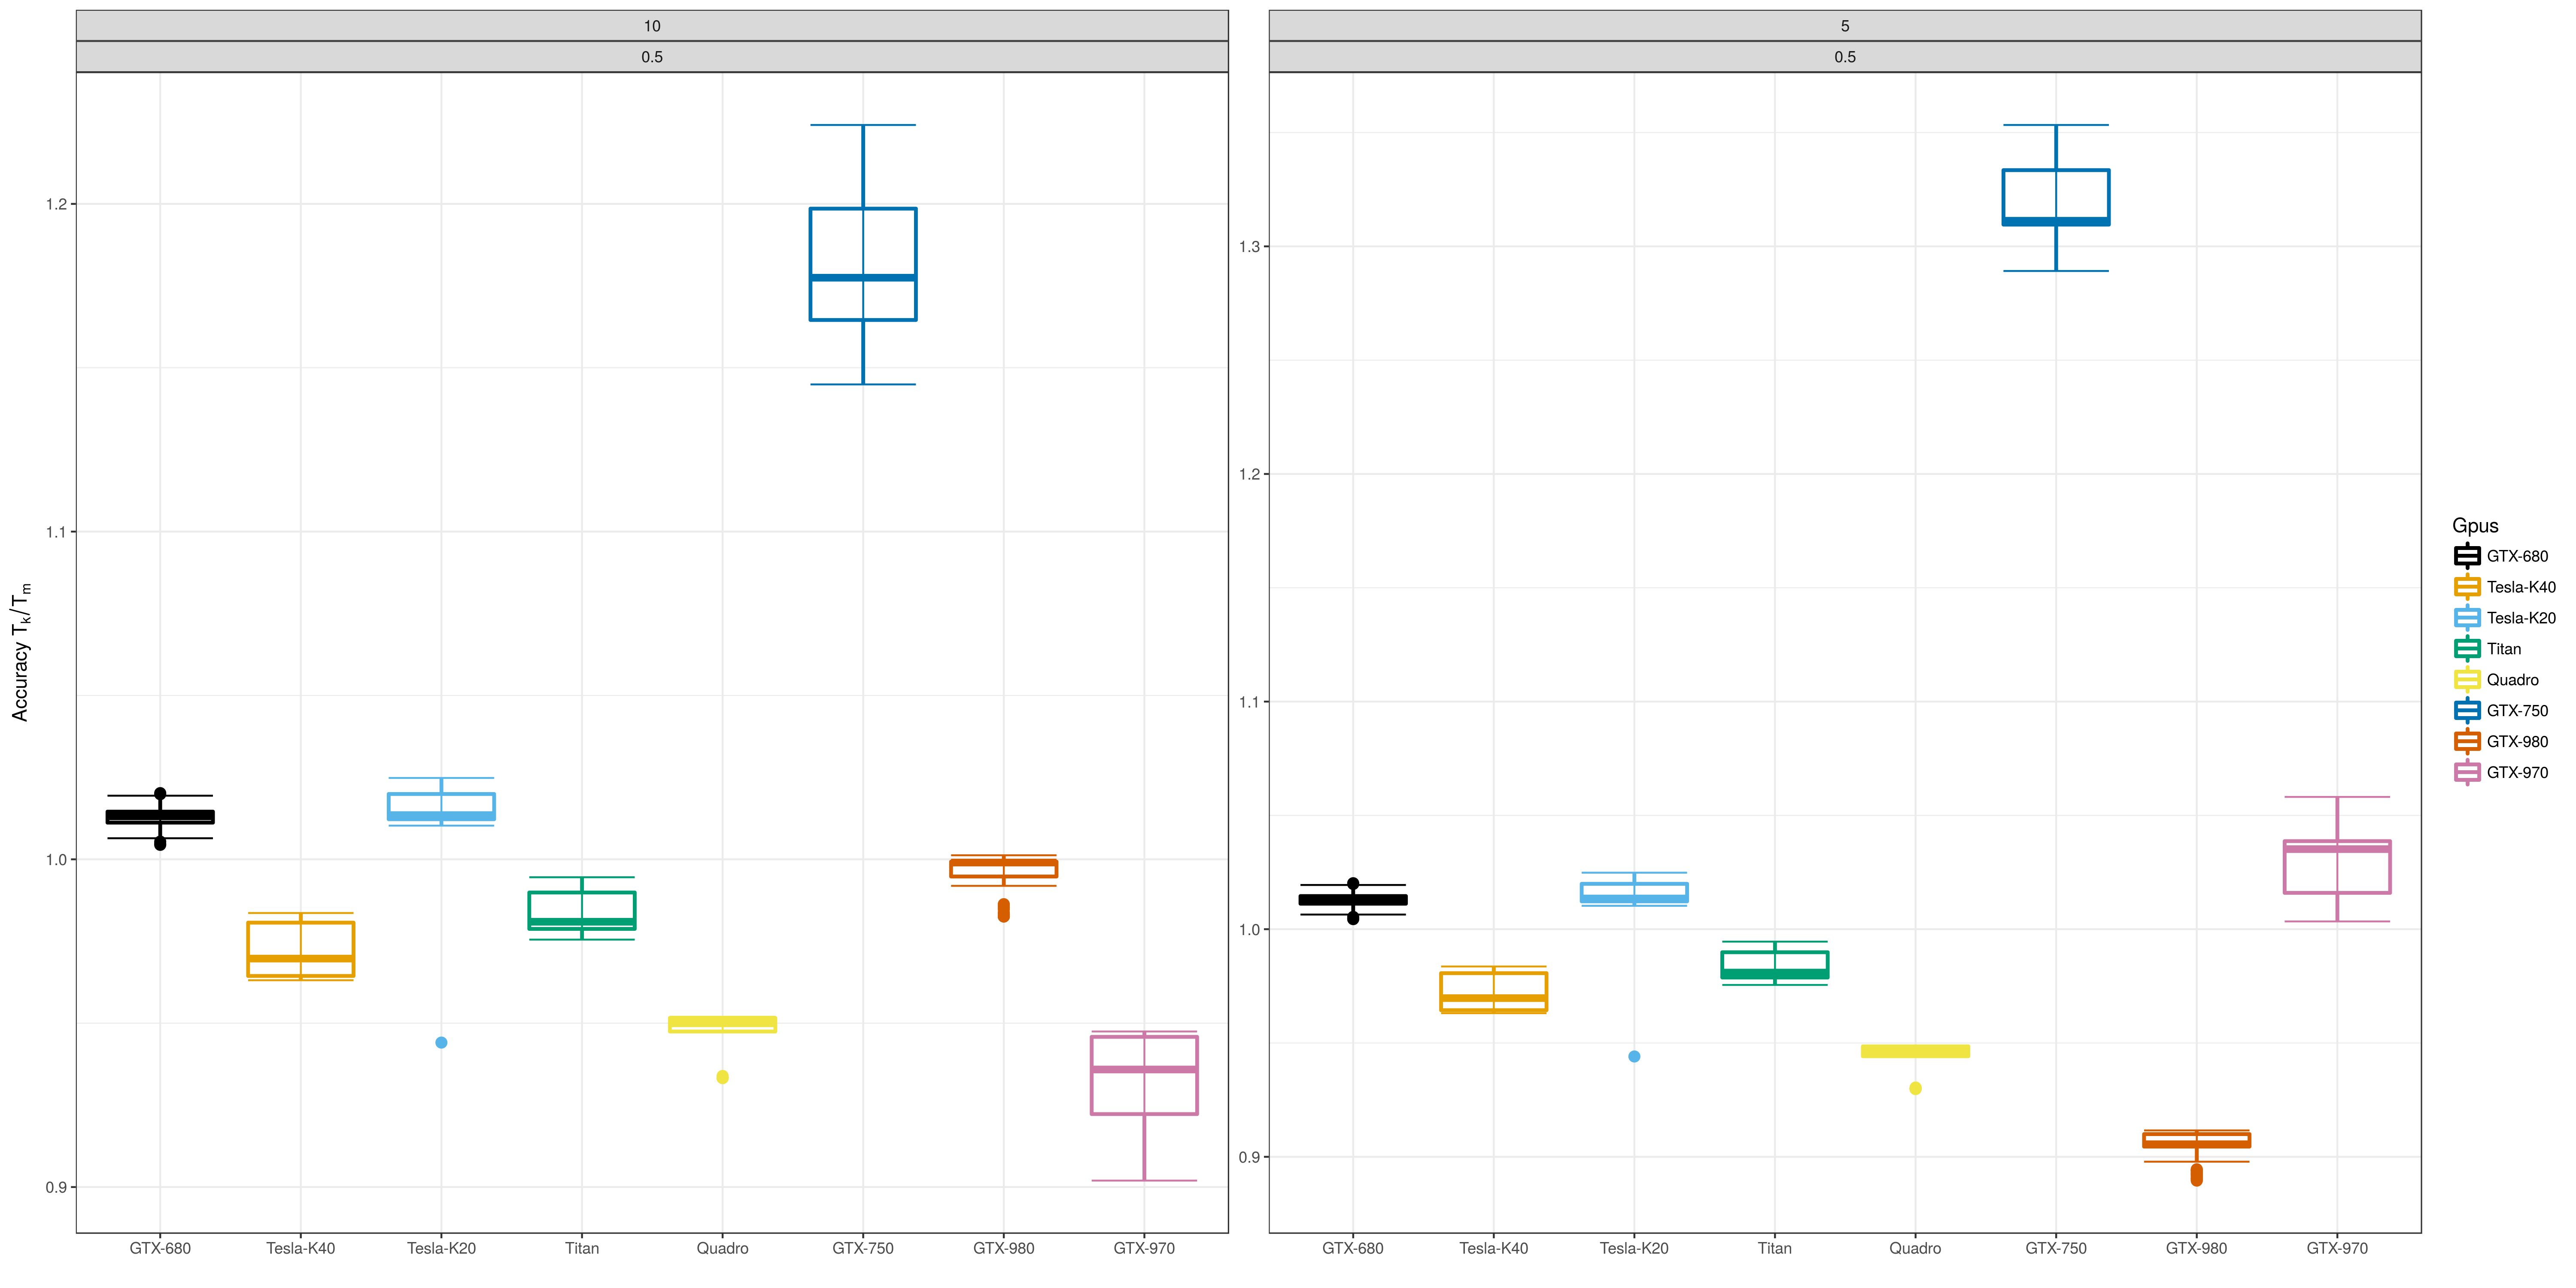 10
0.5
1.2
1.1
1.0
0.9
Accuracy Tk/Tm
GTX-680 Tesla-K40 Tesla-K20 Titan Quadro GTX-750 GTX-980 GTX-970
5
0.5
1.3
1.2
1.1
1.0
0.9
GTX-680 Tesla-K40 Tesla-K20 Titan Quadro GTX-750 GTX-980 GTX-970
Gpus
GTX-680
Tesla-K40
Tesla-K20
Titan
Quadro
GTX-750
GTX-980
GTX-970